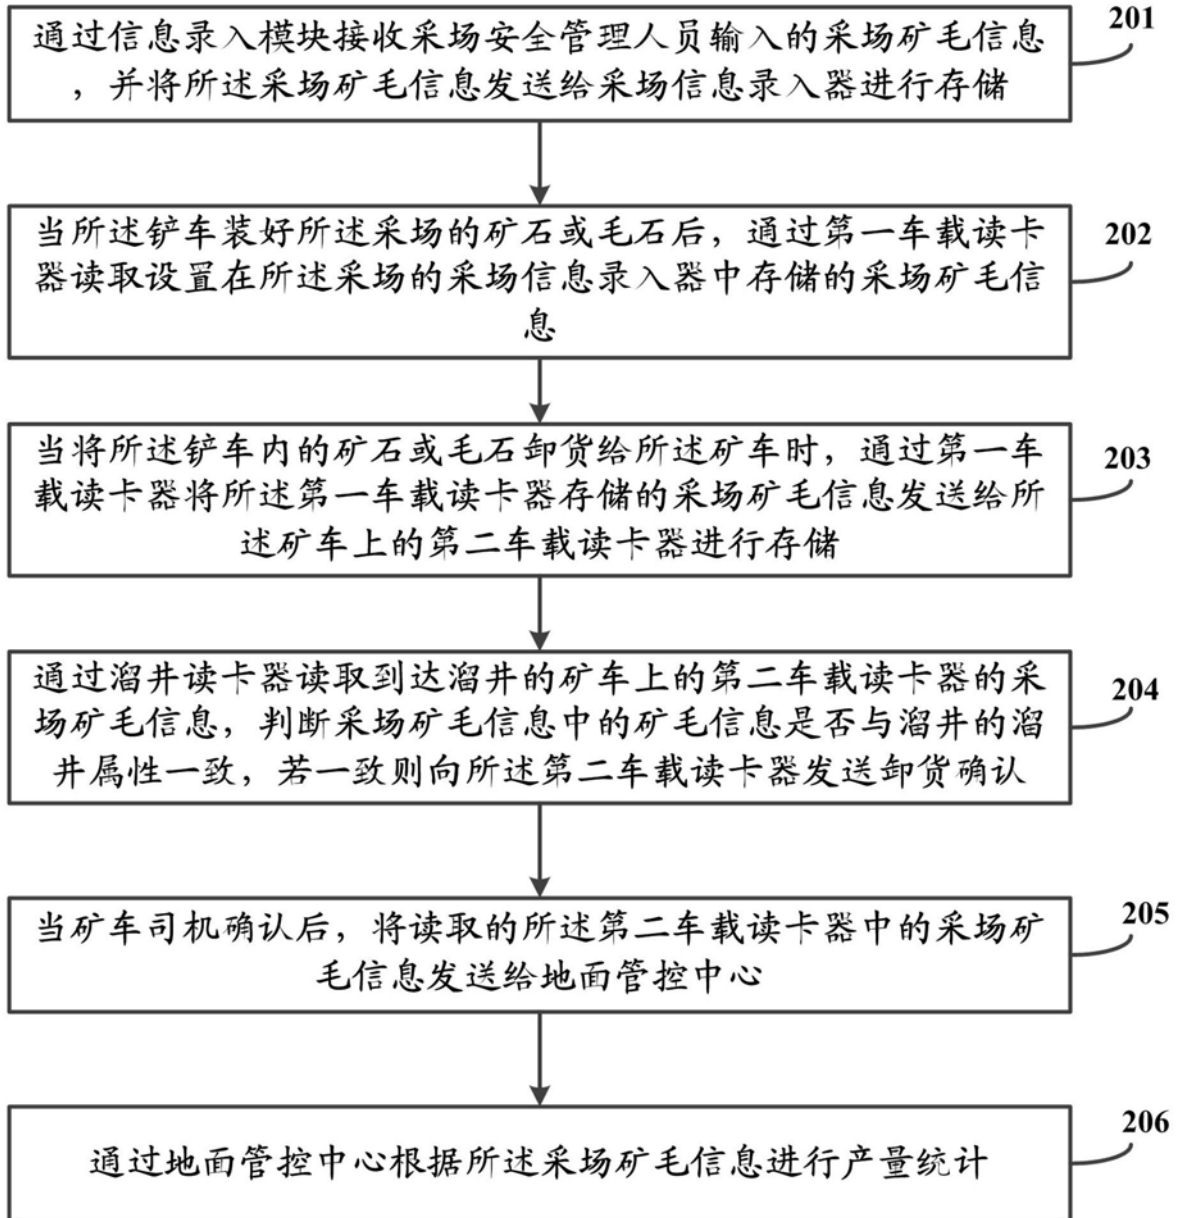 通过信息录入模块接收采场安全管理人员输入的采场矿毛信息
，并将所述采场矿毛信息发送给采场信息录入器进行存储
201
当所述铲车装好所述采场的矿石或毛石后，通过第一车载读卡
器读取设置在所述采场的采场信息录入器中存储的采场矿毛信
息
202
当将所述铲车内的矿石或毛石卸货给所述矿车时，通过第一车
载读卡器将所述第一车载读卡器存储的采场矿毛信息发送给所
述矿车上的第二车载读卡器进行存储
203
通过溜井读卡器读取到达溜井的矿车上的第二车载读卡器的采
场矿毛信息，判断采场矿毛信息中的矿毛信息是否与溜井的溜
井属性一致，若一致则向所述第二车载读卡器发送卸货确认
204
当矿车司机确认后，将读取的所述第二车载读卡器中的采场矿
毛信息发送给地面管控中心
205
通过地面管控中心根据所述采场矿毛信息进行产量统计
206